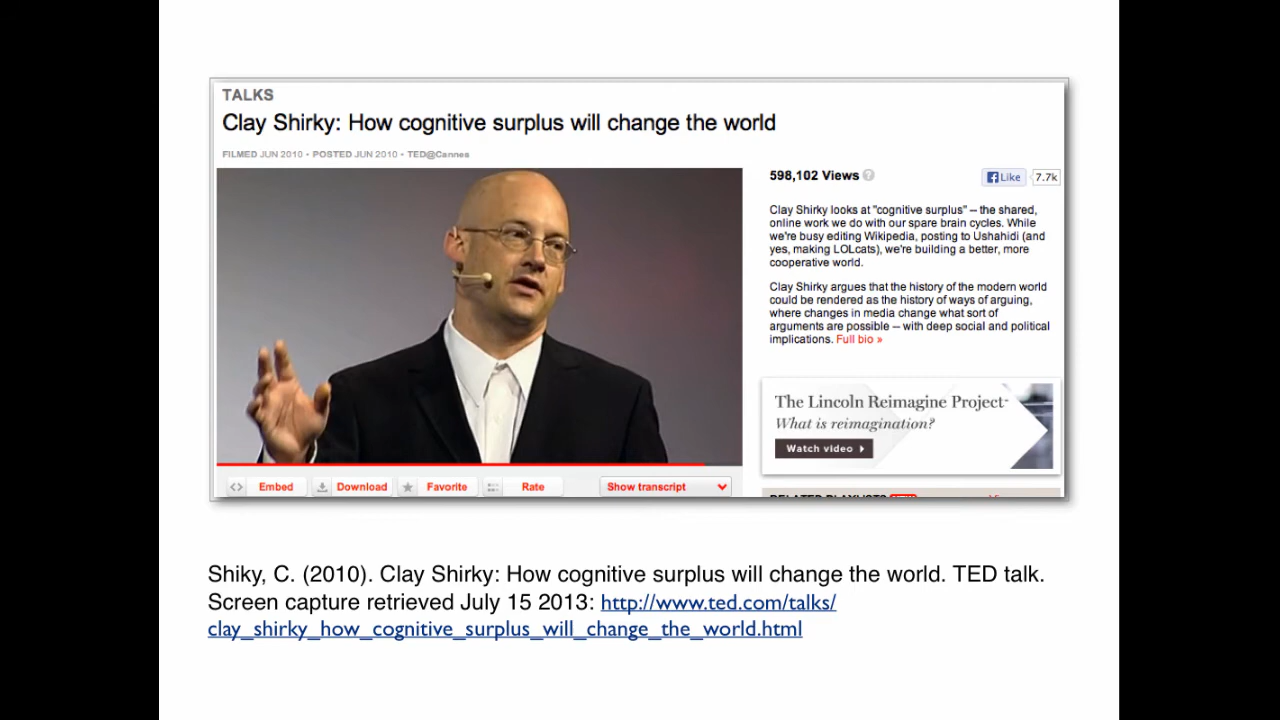 TALKS
Clay Shirky: How cognitive surplus will change the world
FILMED JUN 2010 • POSTED JUN 2010 • TED@Cannes
598,102 Views ?
Like 7.7k
Clay Shirky looks at "cognitive surplus" -- the shared,
online work we do with our spare brain cycles. While
we're busy editing Wikipedia, posting to Ushahidi (and
yes, making LOLcats), we're building a better, more
cooperative world.
Clay Shirky argues that the history of the modern world
could be rendered as the history of ways of arguing,
where changes in media change what sort of
arguments are possible -- with deep social and political
implications. Full bio »
The Lincoln Reimagine Project
What is reimagination?
Watch video
Embed Download Favorite Rate Show transcript
RELATED PLAYLISTS
Shiky, C. (2010). Clay Shirky: How cognitive surplus will change the world. TED talk.
Screen capture retrieved July 15 2013: http://www.ted.com/talks/
clay_shirky_how_cognitive_surplus_will_change_the_world.html